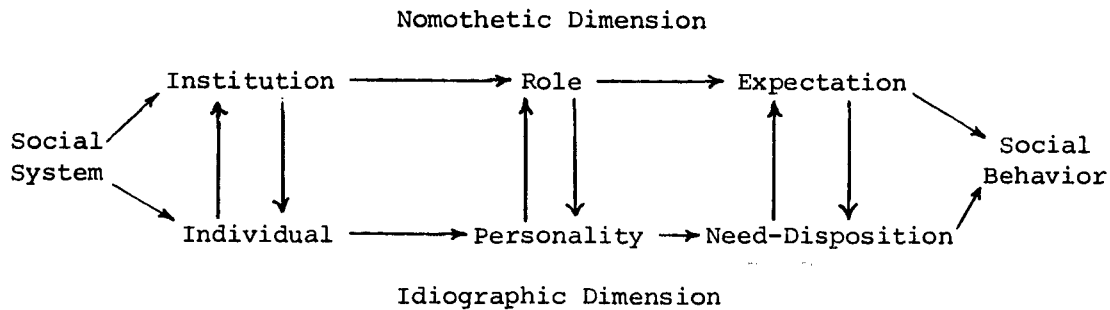 Nomothetic Dimension
Institution Role Expectation
Social System
Social Behavior
Individual Personality Need-Disposition
Idiographic Dimension